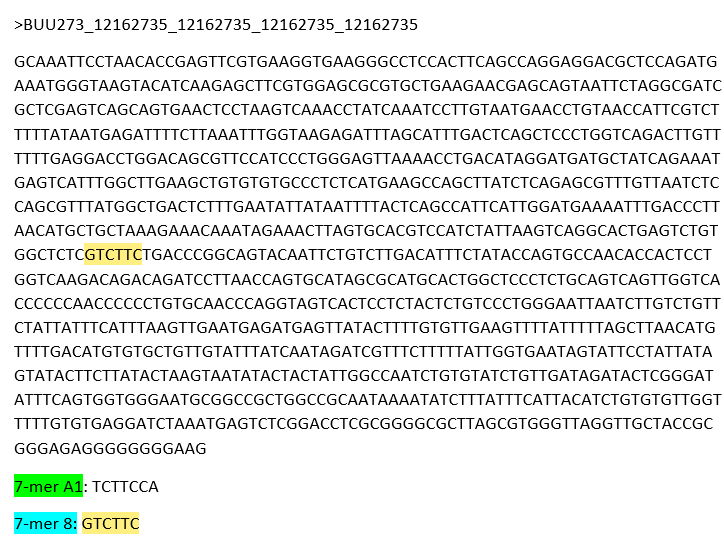 >BUU273_12162735_12162735_12162735_12162735
GCAAATTCCTAACACCGAGTTCGTGAAGGTGAAGGGCCTCCACTTCAGCCAGGAGGACGCTCCAGATG
AAATGGGTAAGTACATCAAGAGCTTCGTGGAGCGCGTGCTGAAGAACGAGCAGTAATTCTAGGCGATC
GCTCGAGTCAGCAGTGAACTCCTAAGTCAAACCTATCAAATCCTTGTAATGAACCTGTAACCATTCGTCT
TTTTATAATGAGATTTTCTTAAATTTGGTAAGAGATTTAGCATTTGACTCAGCTCCCTGGTCAGACTTGTT
TTTTGAGGACCTGGACAGCGTTCCATCCCTGGGAGTTAAAACCTGACATAGGATGATGCTATCAGAAAT
GAGTCATTTGGCTTGAAGCTGTGTGTGCCCTCTCATGAAGCCAGCTTATCTCAGAGCGTTTGTTAATCTC
CAGCGTTTATGGCTGACTCTTTGAATATTATAATTTTACTCAGCCATTCATTGGATGAAAATTTGACCCTT
AACATGCTGCTAAAGAAACAAATAGAAACTTAGTGCACGTCCATCTATTAAGTCAGGCACTGAGTCTGT
GGCTCTCGTCTTCTGACCCGGCAGTACAATTCTGTCTTGACATTTCTATACCAGTGCCAACACCACTCCT
GGTCAAGACAGACAGATCCTTAACCAGTGCATAGCGCATGCACTGGCTCCCTCTGCAGTCAGTTGGTCA
CCCCCCAACCCCCCTGTGCAACCCAGGTAGTCACTCCTCTACTCTGTCCCTGGGAATTAATCTTGTCTGTT
CTATTATTTCATTTAAGTTGAATGAGATGAGTTATACTTTTGTGTTGAAGTTTTATTTTTAGCTTAACATG
TTTTGACATGTGTGCTGTTGTATTTATCAATAGATCGTTTCTTTTTATTGGTGAATAGTATTCCTATTATA
GTATACTTCTTATACTAAGTAATATACTACTATTGGCCAATCTGTGTATCTGTTGATAGATACTCGGGAT
ATTTCAGTGGTGGGAATGCGGCCGCTGGCCGCAATAAAATATCTTTATTTCATTACATCTGTGTGTTGGT
TTTTGTGTGAGGATCTAAATGAGTCTCGGACCTCGCGGGGCGCTTAGCGTGGGTTAGGTTGCTACCGC
GGGAGAGGGGGGGGAAG
7-mer A1: TCTTCCA
7-mer 8: GTCTTC